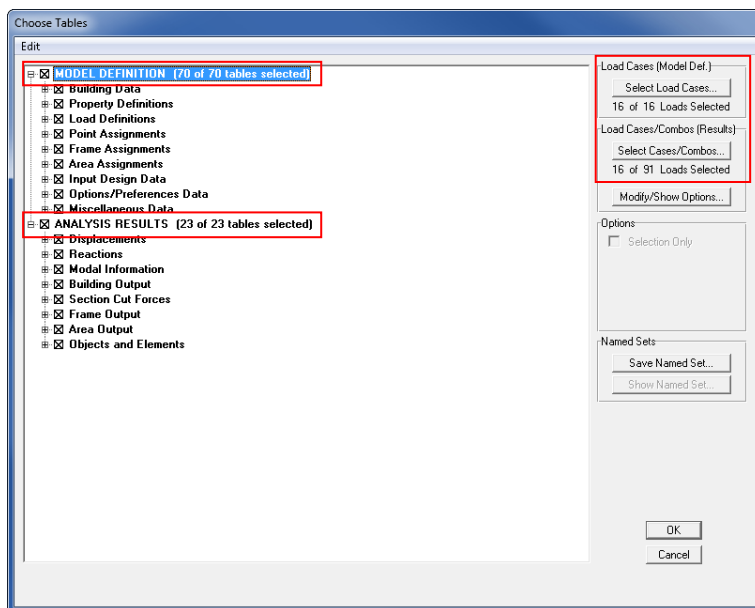 Choose Tables
Edit
MODEL DEFINITION (70 of 70 tables selected)
Building Data
Property Definitions
Load Definitions
Point Assignments
Frame Assignments
Area Assignments
Input Design Data
Options/Preferences Data
Miscellaneous Data
ANALYSIS RESULTS (23 of 23 tables selected)
Displacements
Reactions
Modal Information
Building Output
Section Cut Forces
Frame Output
Area Output
Objects and Elements
Load Cases (Model Def.)
Select Load Cases...
16 of 16 Loads Selected
Load Cases/Combos (Results)
Select Cases/Combos...
16 of 91 Loads Selected
Modify/Show Options...
Options
Selection Only
Named Sets
Save Named Set...
Show Named Set...
OK
Cancel